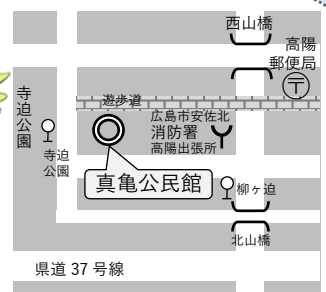 西山橋
高陽
郵便局
〒
寺迫公園
遊歩道
広島市安佐北
消防署
高陽出張所
寺迫
公園
真亀公民館
柳ヶ迫
北山橋
県道 37 号線